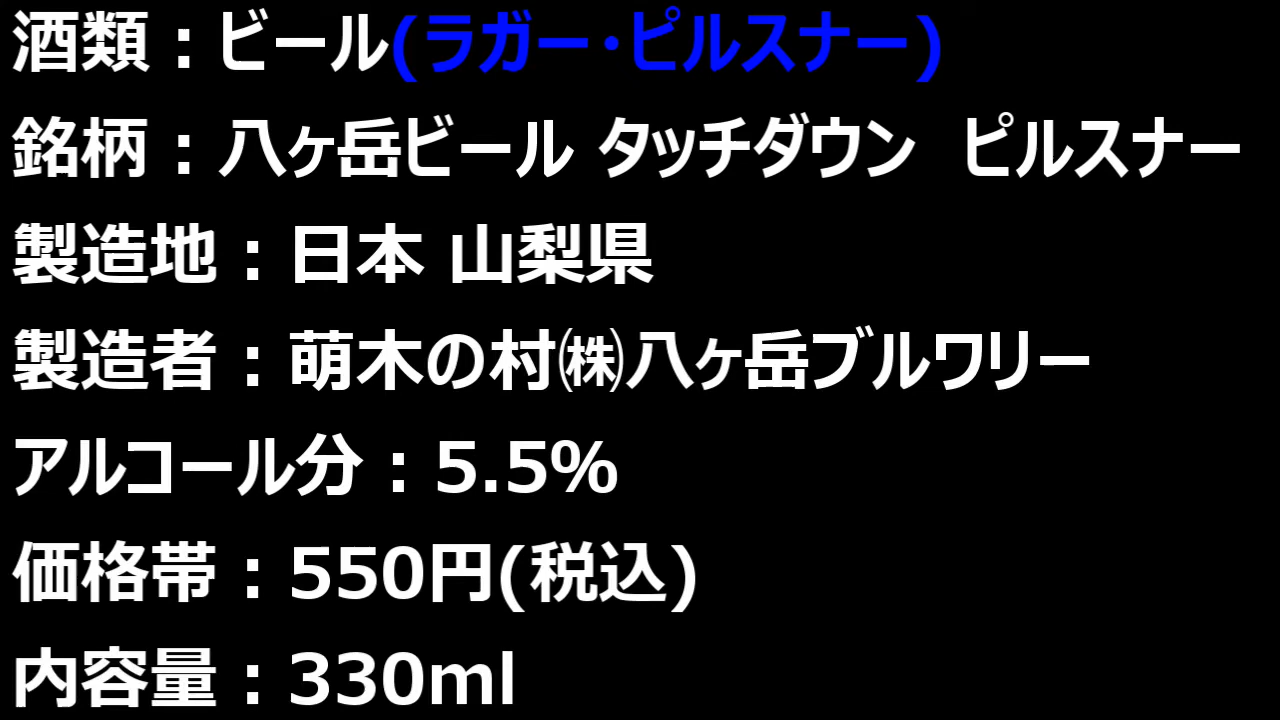 酒類：ビール(ラガー・ピルスナー)
銘柄：八ヶ岳ビール タッチダウン　ピルスナー
製造地：日本 山梨県
製造者：萌木の村㈱八ヶ岳ブルワリー
アルコール分：5.5%
価格帯：550円(税込)
内容量：330ml